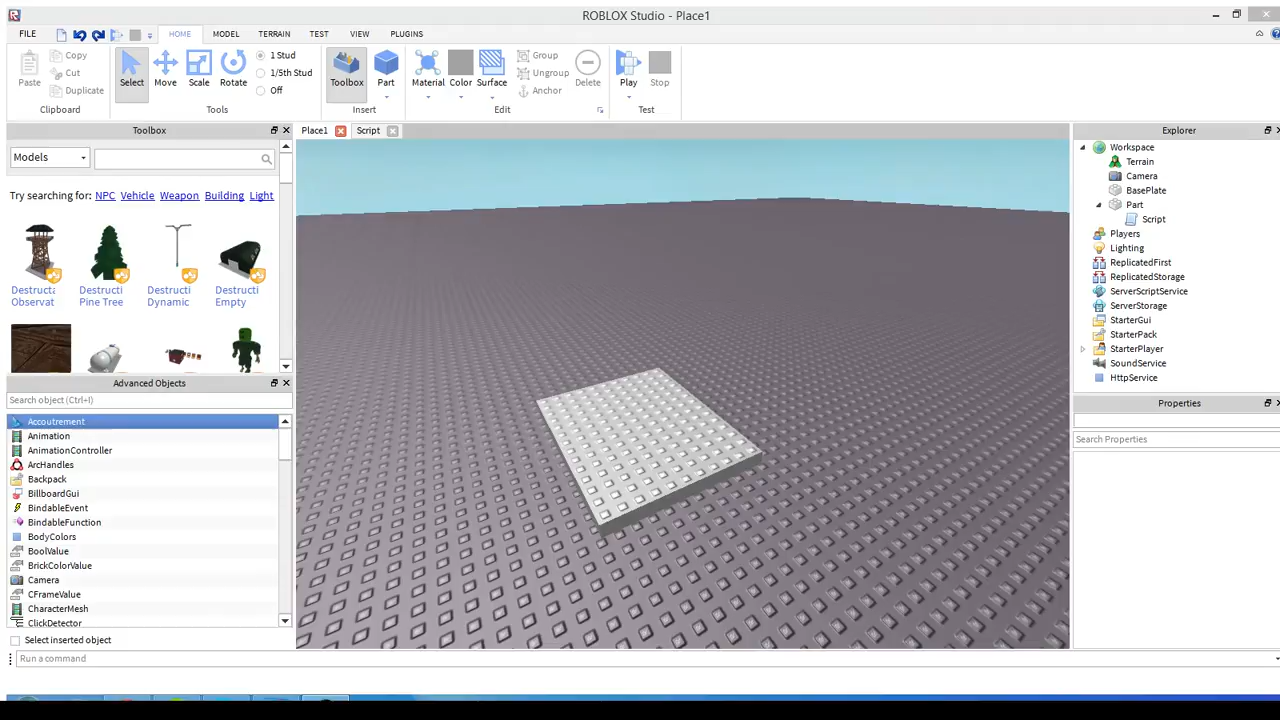 ROBLOX Studio - Place1
FILE HOME MODEL TERRAIN TEST VIEW PLUGINS
Paste Copy Cut Duplicate Clipboard
Select Move Scale Rotate 1 Stud 1/5th Stud Off Tools
Toolbox Part Insert
Material Color Surface Group Ungroup Anchor Delete Edit
Play Stop Test
Toolbox
Models
Try searching for: NPC Vehicle Weapon Building Light
Destructa Destructi Destructi Destructi
Observat Pine Tree Dynamic Empty
Advanced Objects
Search object (Ctrl+I)
Accoutrement
Animation
AnimationController
ArcHandles
Backpack
BillboardGui
BindableEvent
BindableFunction
BodyColors
BoolValue
BrickColorValue
Camera
CFrameValue
CharacterMesh
ClickDetector
Select inserted object
Run a command
Place1 Script
Explorer
Workspace
Terrain
Camera
BasePlate
Part
Script
Players
Lighting
ReplicatedFirst
ReplicatedStorage
ServerScriptService
ServerStorage
StarterGui
StarterPack
StarterPlayer
SoundService
HttpService
Properties
Search Properties